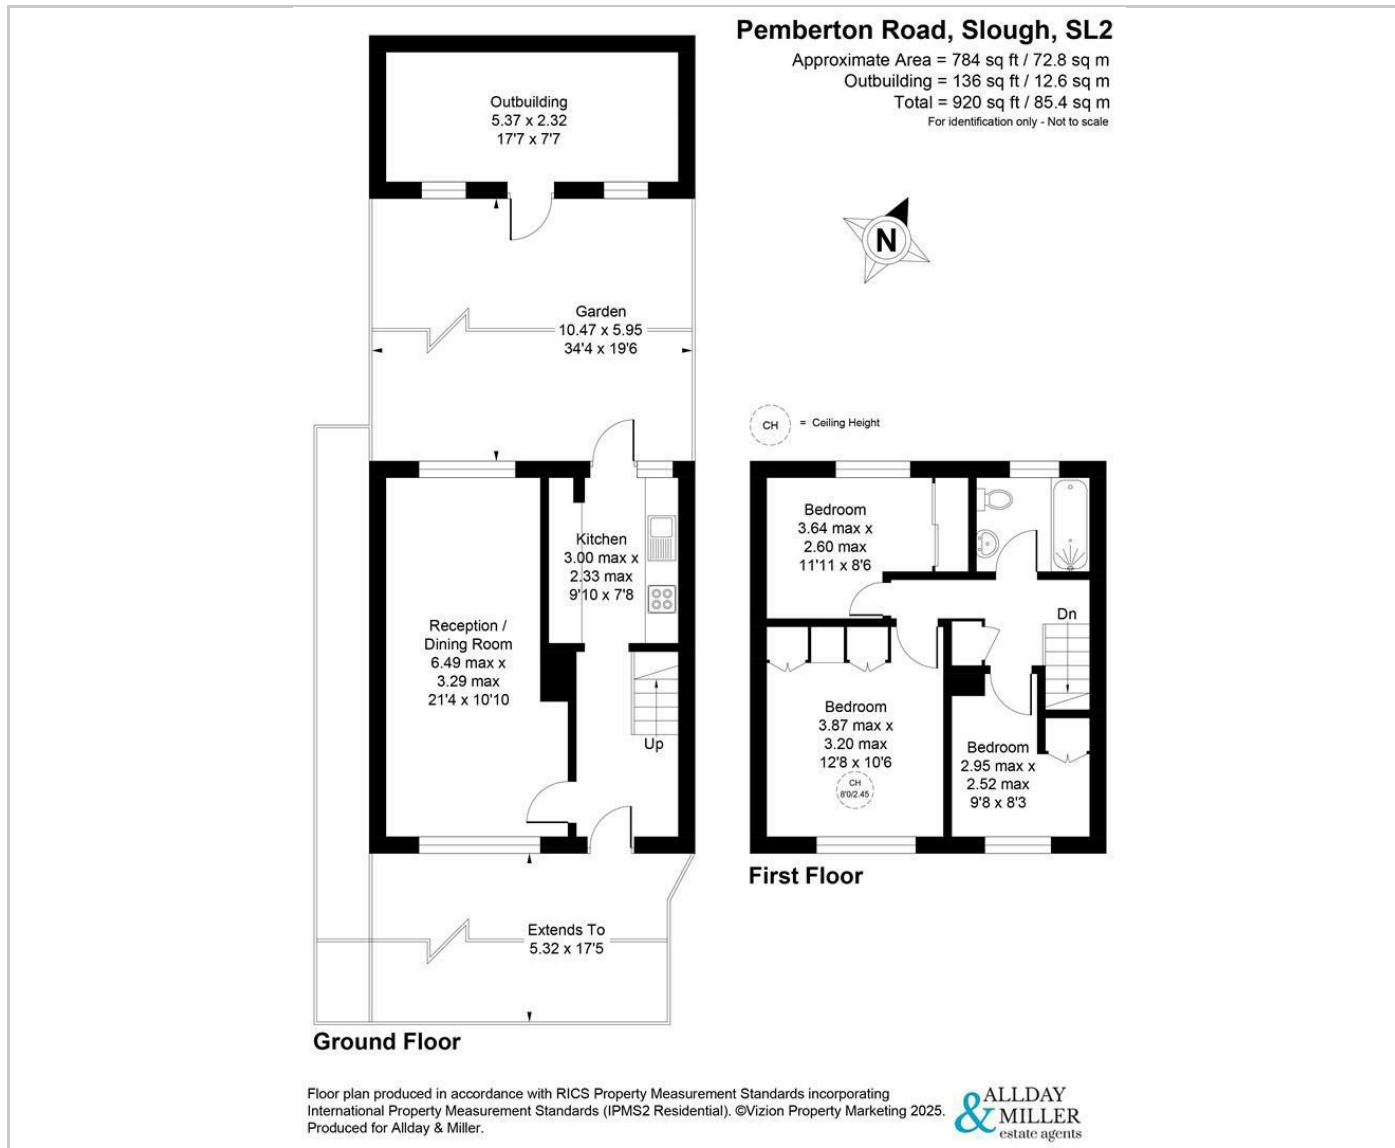 Pemberton Road, Slough, SL2
Approximate Area = 784 sq ft / 72.8 sq m
Outbuilding = 136 sq ft / 12.6 sq m
Total = 920 sq ft / 85.4 sq m
For identification only - Not to scale
Outbuilding
5.37 x 2.32
17'7 x 7'7
N
Garden
10.47 x 5.95
34'4 x 19'6
CH = Ceiling Height
Kitchen
3.00 max x
2.33 max
9'10 x 7'8
Reception /
Dining Room
6.49 max x
3.29 max
21'4 x 10'10
Up
Extends To
5.32 x 17'5
Ground Floor
Bedroom
3.64 max x
2.60 max
11'11 x 8'6
Dn
Bedroom
3.87 max x
3.20 max
12'8 x 10'6
CH
8'0/2.45
Bedroom
2.95 max x
2.52 max
9'8 x 8'3
First Floor
Floor plan produced in accordance with RICS Property Measurement Standards incorporating
International Property Measurement Standards (IPMS2 Residential). ©Vizion Property Marketing 2025.
Produced for Allday & Miller.
ALLDAY
& MILLER
estate agents